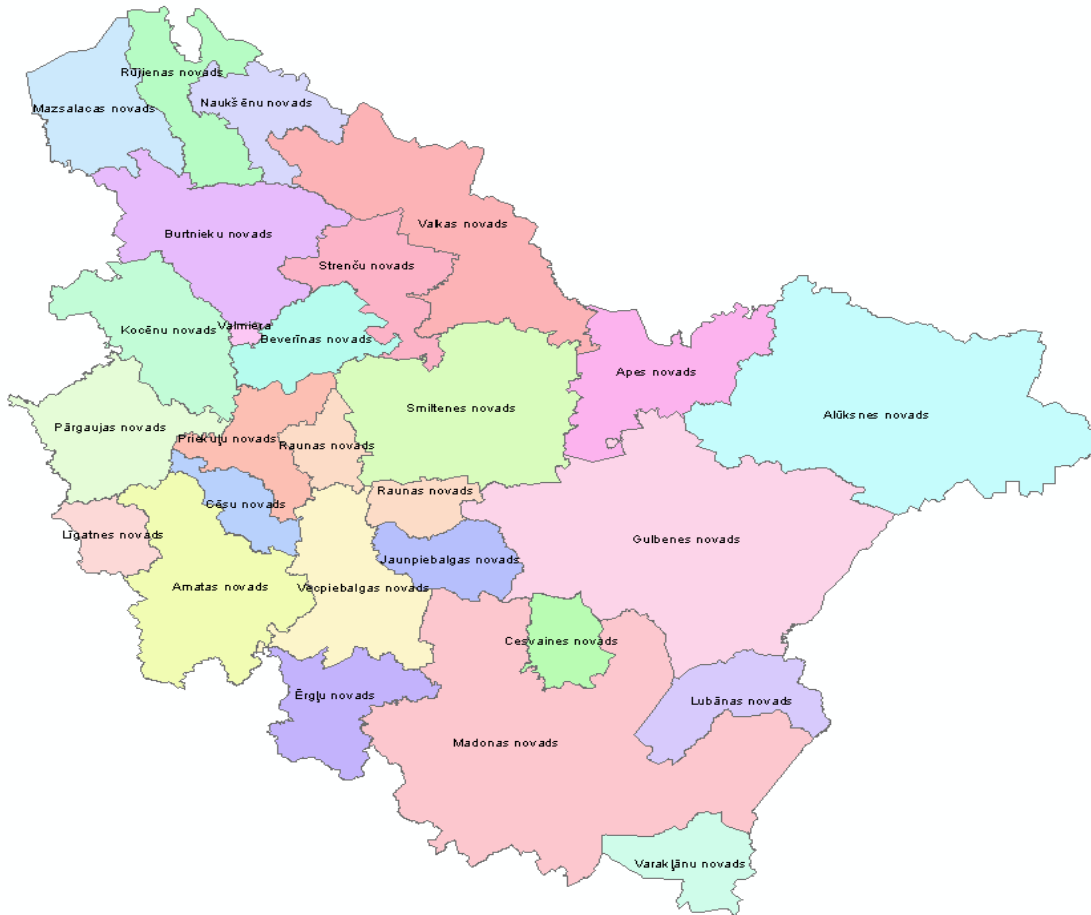 Rūjienas novads
Mazsalacas novads
Naukšēnu novads
Valkas novads
Burtnieku novads
Strenču novads
Kocēnu novads
Valmiera
Beverīnas novads
Apes novads
Smiltenes novads
Alūksnes novads
Pārgaujas novads
Priekuļu novads
Raunas novads
Raunas novads
Cēsu novads
Līgatnes novads
Gulbenes novads
Jaunpiebalgas novads
Amatas novads
Vecpiebalgas novads
Cesvaines novads
Ērgļu novads
Lubānas novads
Madonas novads
Varakļānu novads